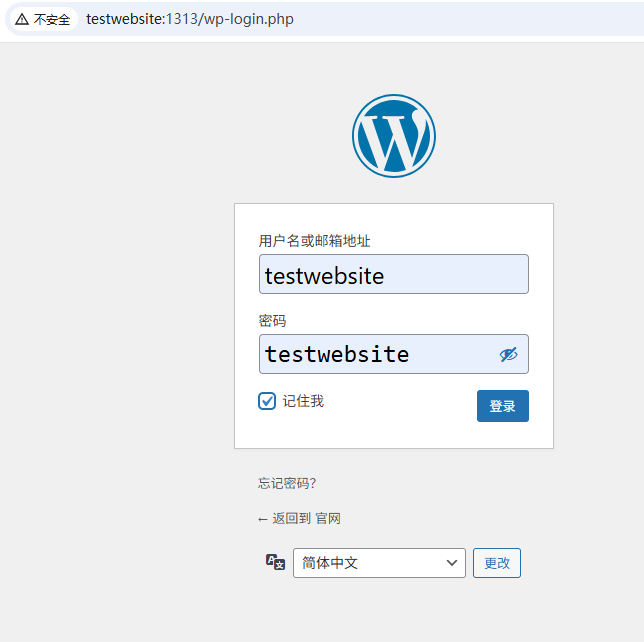 不安全 testwebsite:1313/wp-login.php
W
用户名或邮箱地址
testwebsite
密码
testwebsite
记住我
登录
忘记密码？
← 返回到 官网
简体中文
更改